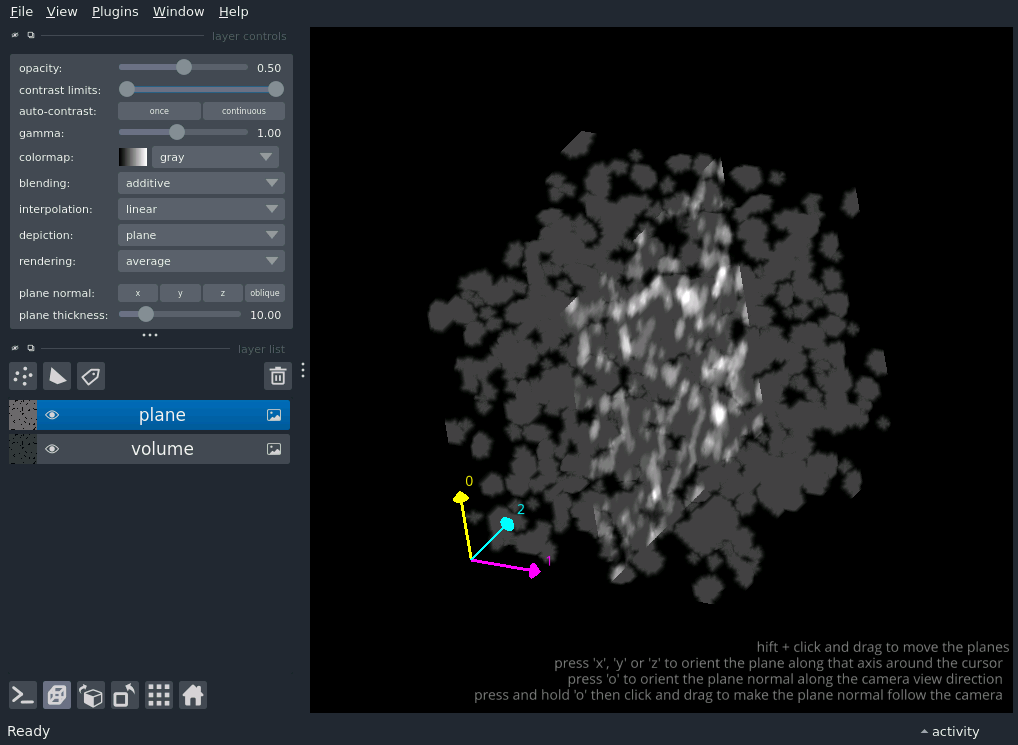 File View Plugins Window Help
layer controls
opacity: 0.50
contrast limits:
auto-contrast: once continuous
gamma: 1.00
colormap: gray
blending: additive
interpolation: linear
depiction: plane
rendering: average
plane normal: x y z oblique
plane thickness: 10.00
layer list
plane
volume
0
2
1
hift + click and drag to move the planes
press 'x', 'y' or 'z' to orient the plane along that axis around the cursor
press 'o' to orient the plane normal along the camera view direction
press and hold 'o' then click and drag to make the plane normal follow the camera
Ready activity